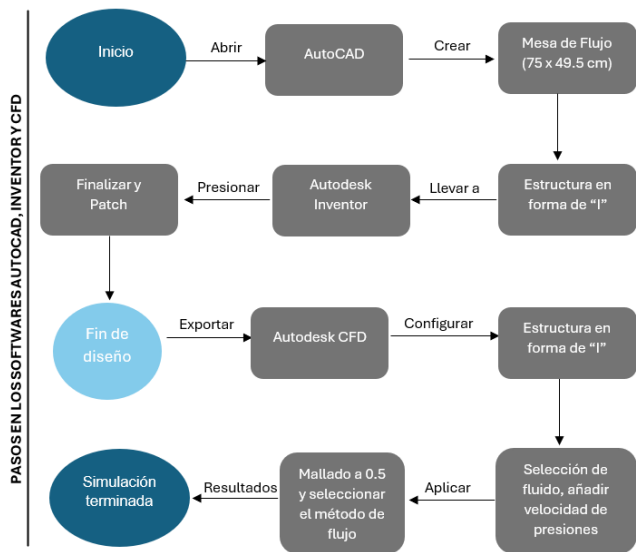 PASOS EN LOS SOFTWARES AUTOCAD, INVENTOR Y CFD
Inicio
Abrir
AutoCAD
Crear
Mesa de Flujo
(75 x 49.5 cm)
Estructura en
forma de “I”
Llevar a
Autodesk
Inventor
Presionar
Finalizar y
Patch
Fin de
diseño
Exportar
Autodesk CFD
Configurar
Estructura en
forma de “I”
Selección de
fluido, añadir
velocidad de
presiones
Aplicar
Mallado a 0.5
y seleccionar
el método de
flujo
Resultados
Simulación
terminada